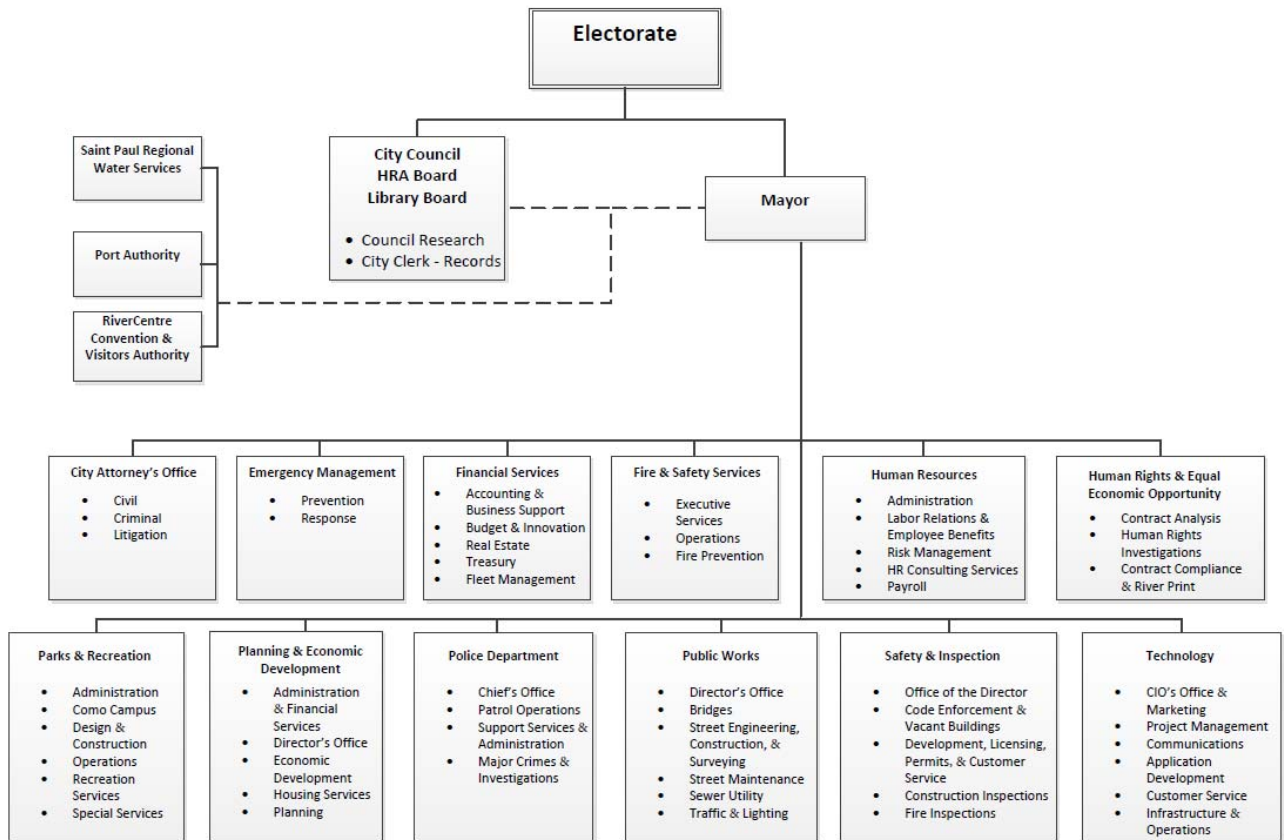 Electorate
Saint Paul Regional
Water Services
Port Authority
RiverCentre
Convention &
Visitors Authority
City Council
HRA Board
Library Board
• Council Research
• City Clerk - Records
Mayor
City Attorney's Office
• Civil
• Criminal
• Litigation
Emergency Management
• Prevention
• Response
Financial Services
• Accounting &
Business Support
• Budget & Innovation
• Real Estate
• Treasury
• Fleet Management
Fire & Safety Services
• Executive
Services
• Operations
• Fire Prevention
Human Resources
• Administration
• Labor Relations &
Employee Benefits
• Risk Management
• HR Consulting Services
• Payroll
Human Rights & Equal
Economic Opportunity
• Contract Analysis
• Human Rights
Investigations
• Contract Compliance
& River Print
Parks & Recreation
• Administration
• Como Campus
• Design &
Construction
• Operations
• Recreation
Services
• Special Services
Planning & Economic
Development
• Administration
& Financial
Services
• Director's Office
• Economic
Development
• Housing Services
• Planning
Police Department
• Chief's Office
• Patrol Operations
• Support Services &
Administration
• Major Crimes &
Investigations
Public Works
• Director's Office
• Bridges
• Street Engineering,
Construction, &
Surveying
• Street Maintenance
• Sewer Utility
• Traffic & Lighting
Safety & Inspection
• Office of the Director
• Code Enforcement &
Vacant Buildings
• Development, Licensing,
Permits, & Customer
Service
• Construction Inspections
• Fire Inspections
Technology
• CIO's Office &
Marketing
• Project Management
• Communications
• Application
Development
• Customer Service
• Infrastructure &
Operations